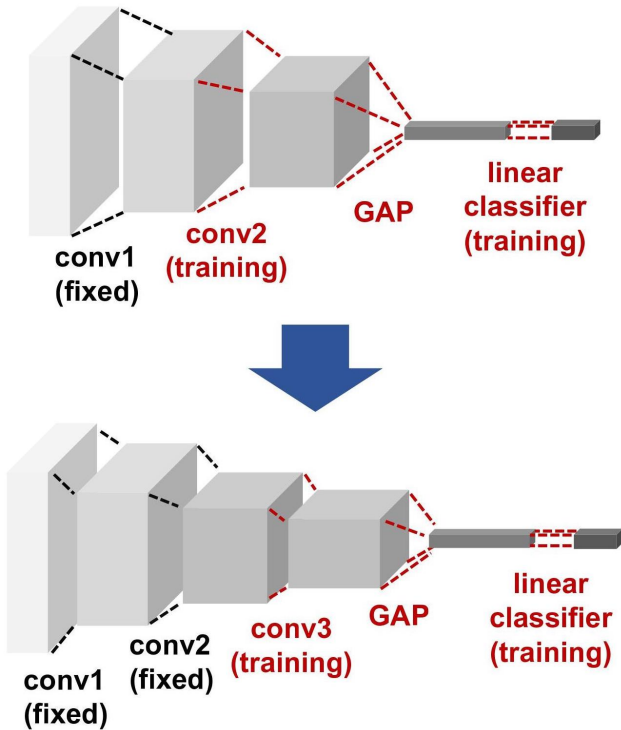 conv1
(fixed)
conv2
(training)
GAP
linear
classifier
(training)
conv1
(fixed)
conv2
(fixed)
conv3
(training)
GAP
linear
classifier
(training)